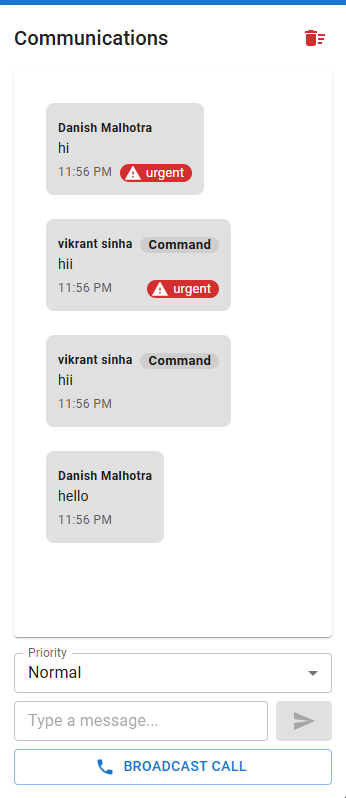 Communications
Danish Malhotra
hi
11:56 PM urgent
vikrant sinha Command
hii
11:56 PM urgent
vikrant sinha Command
hii
11:56 PM
Danish Malhotra
hello
11:56 PM
Priority
Normal
Type a message...
BROADCAST CALL